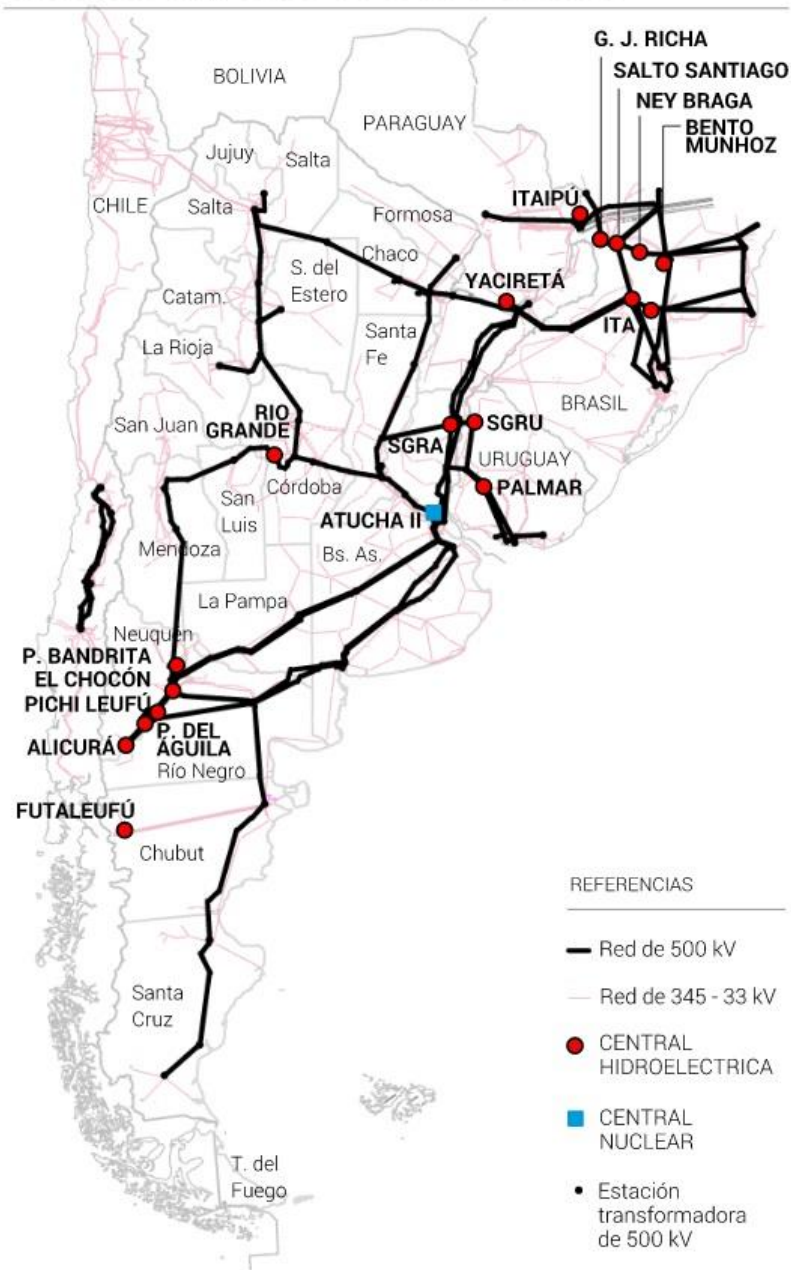 G. J. RICHA
SALTO SANTIAGO
NEY BRAGA
BENTO
MUNHOZ
BOLIVIA
PARAGUAY
Jujuy
Salta
ITAIPÚ
CHILE
Salta
Formosa
Chaco
YACIRETÁ
S. del
Estero
Catam.
Santa
Fe
ITA
La Rioja
BRASIL
San Juan
RIO
GRANDE
SGRA
SGRU
URUGUAY
Córdoba
PALMAR
San
Luis
ATUCHA II
Mendoza
Bs. As.
La Pampa
Neuquén
P. BANDRITA
EL CHOCÓN
PICHI LEUFÚ
P. DEL
ÁGUILA
ALICURÁ
Río Negro
FUTALEUFÚ
Chubut
Santa
Cruz
T. del
Fuego
REFERENCIAS
Red de 500 kV
Red de 345 - 33 kV
CENTRAL
HIDROELECTRICA
CENTRAL
NUCLEAR
Estación
transformadora
de 500 kV